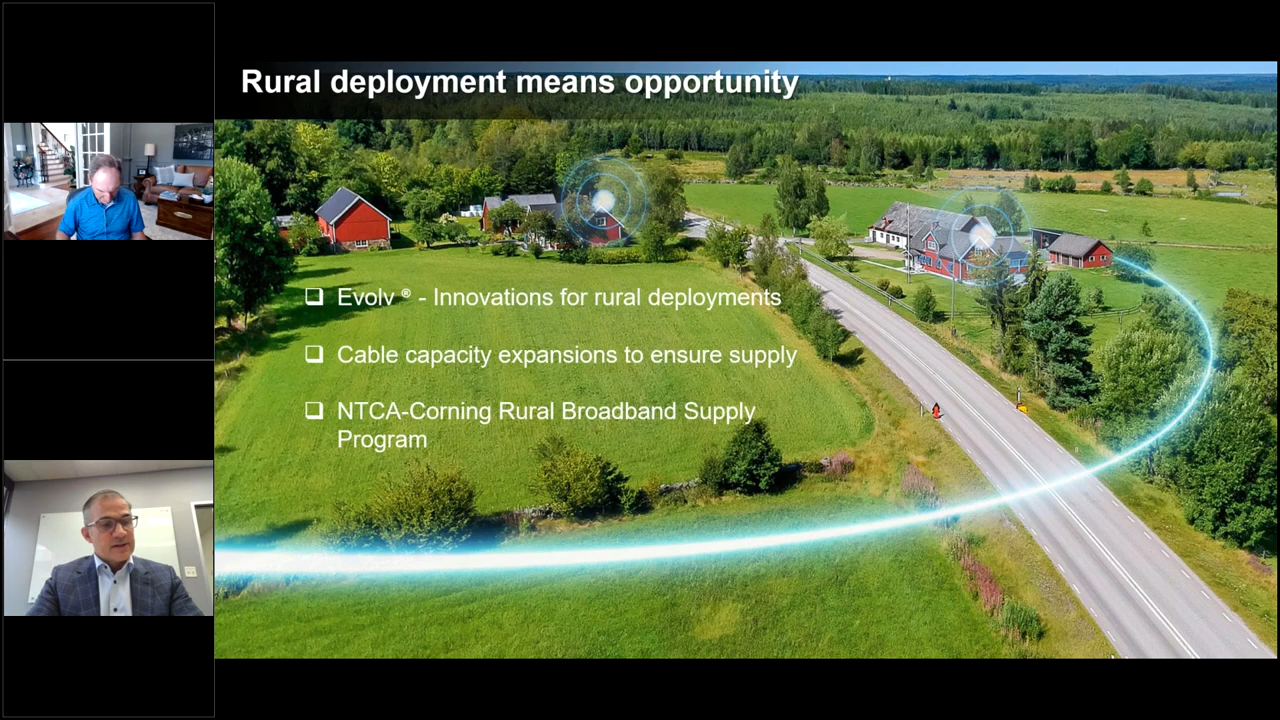 Rural deployment means opportunity
❑ Evolv ® - Innovations for rural deployments
❑ Cable capacity expansions to ensure supply
❑ NTCA-Corning Rural Broadband Supply
Program